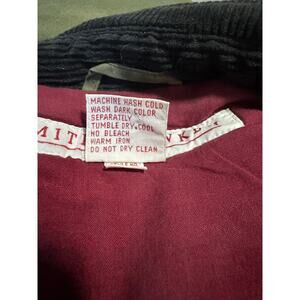 MACHINE WASH COLD
WASH DARK COLOR
SEPARATELY
TUMBLE DRY COOL
NO BLEACH
WARM IRON
DO NOT DRY CLEAN